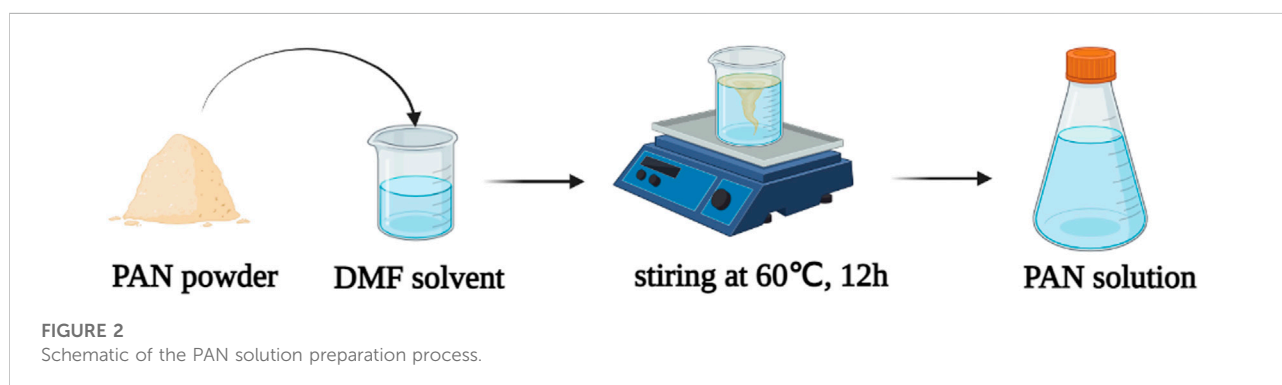 PAN powder
DMF solvent
stiring at 60℃, 12h
PAN solution
FIGURE 2
Schematic of the PAN solution preparation process.